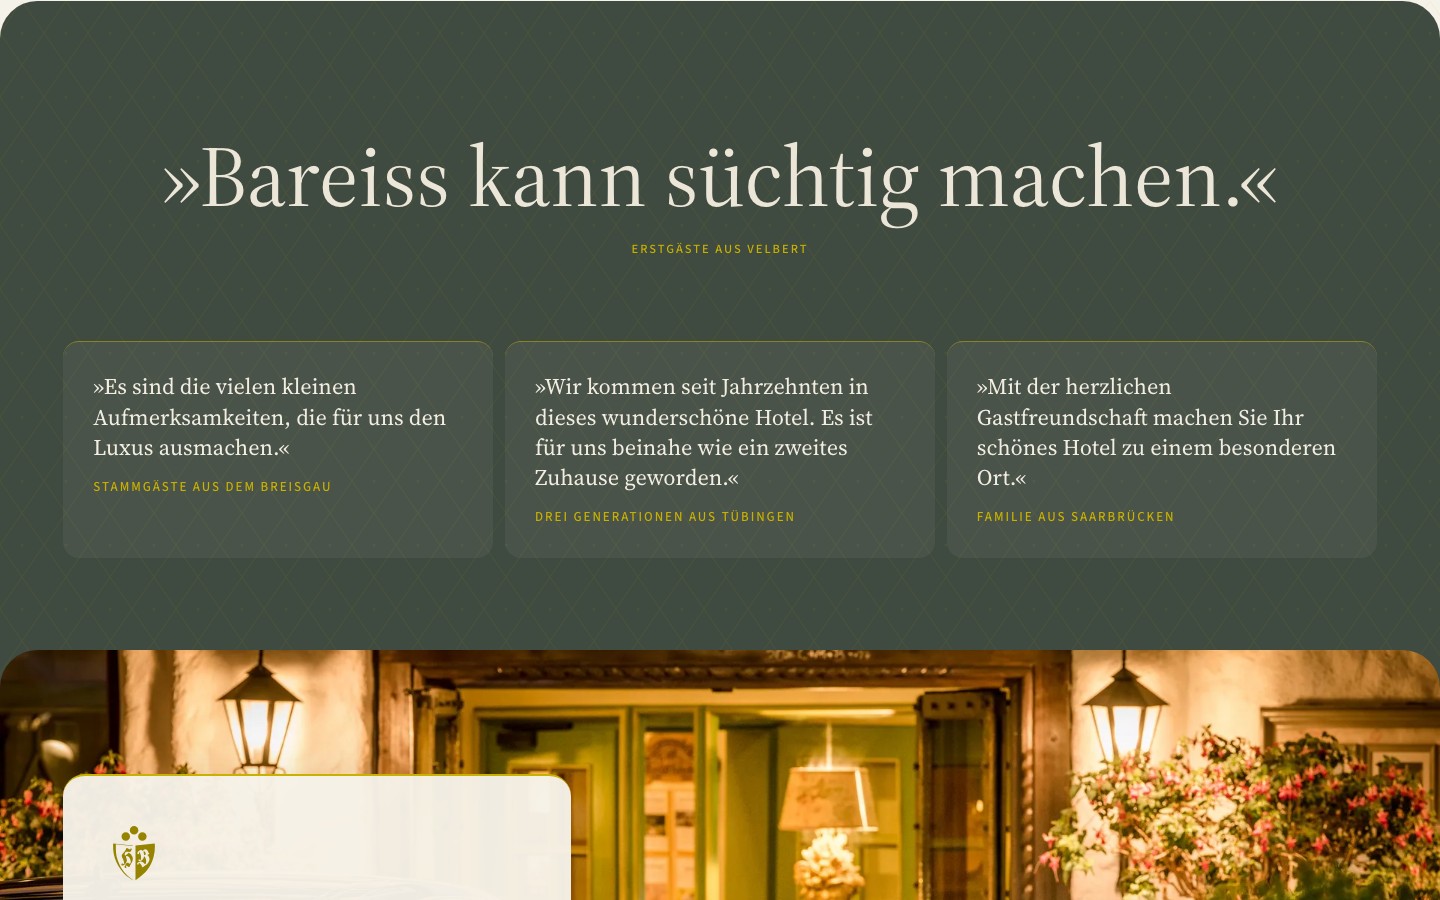 »Bareiss kann süchtig machen.«
ERSTGÄSTE AUS VELBERT
»Es sind die vielen kleinen
Aufmerksamkeiten, die für uns den
Luxus ausmachen.«
STAMMGÄSTE AUS DEM BREISGAU
»Wir kommen seit Jahrzehnten in
dieses wunderschöne Hotel. Es ist
für uns beinahe wie ein zweites
Zuhause geworden.«
DREI GENERATIONEN AUS TÜBINGEN
»Mit der herzlichen
Gastfreundschaft machen Sie Ihr
schönes Hotel zu einem besonderen
Ort.«
FAMILIE AUS SAARBRÜCKEN
HB